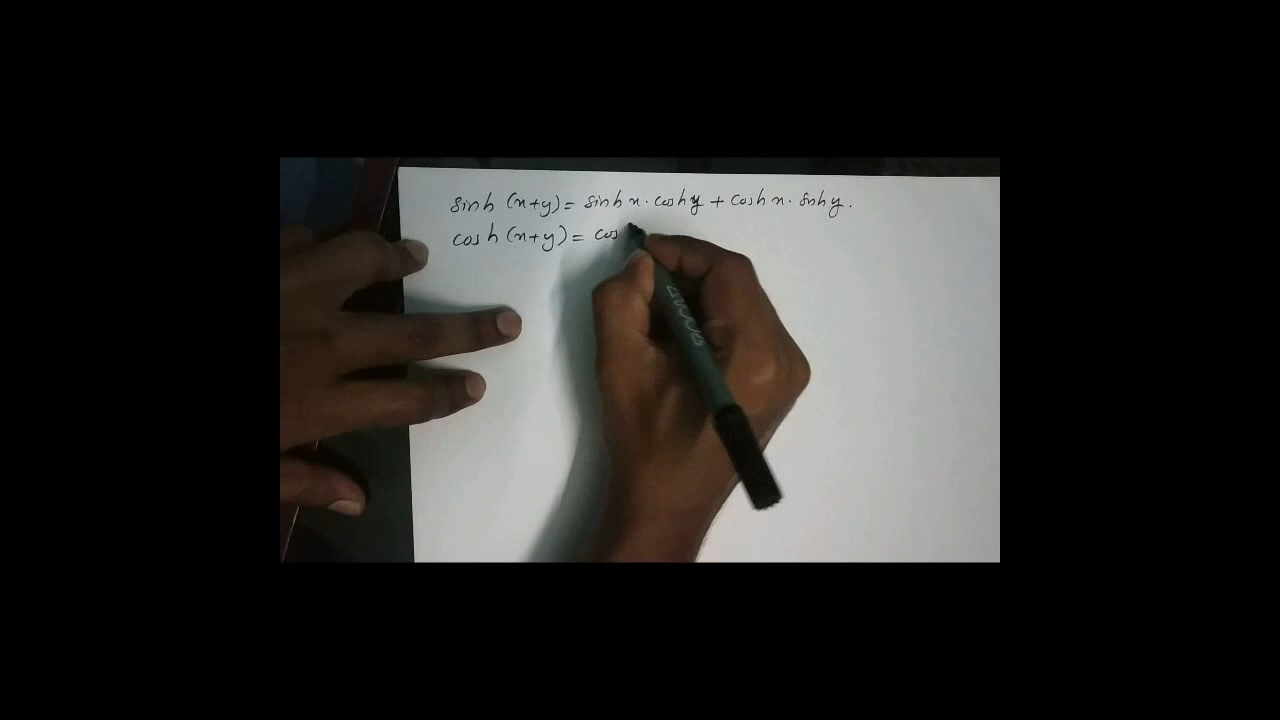 sinh (x+y) = sinh x . cosh y + cosh x . sinh y .
cosh (x+y) = cos